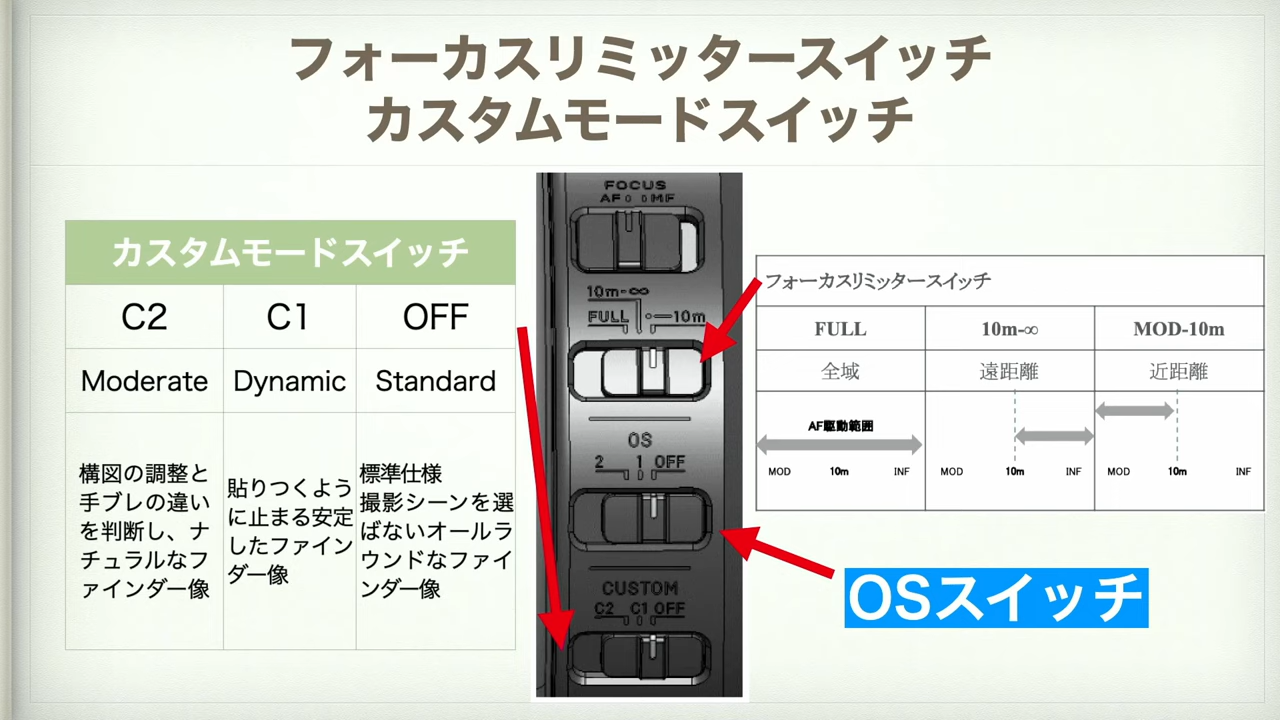 フォーカスリミッタースイッチ
カスタムモードスイッチ
カスタムモードスイッチ
C2
C1
OFF
Moderate
Dynamic
Standard
構図の調整と
手ブレの違い
を判断し、ナ
チュラルなフ
ァインダー像
貼りつくよう
に止まる安定
したファイン
ダー像
標準仕様
撮影シーンを選
ばないオールラ
ウンドなファイ
ンダー像
FOCUS
AF MF
10m-∞
FULL
10m
OS
2 1 OFF
CUSTOM
C2 C1 OFF
フォーカスリミッタースイッチ
FULL
10m-∞
MOD-10m
全域
遠距離
近距離
AF駆動範囲
MOD 10m INF
MOD 10m INF
MOD 10m INF
OSスイッチ